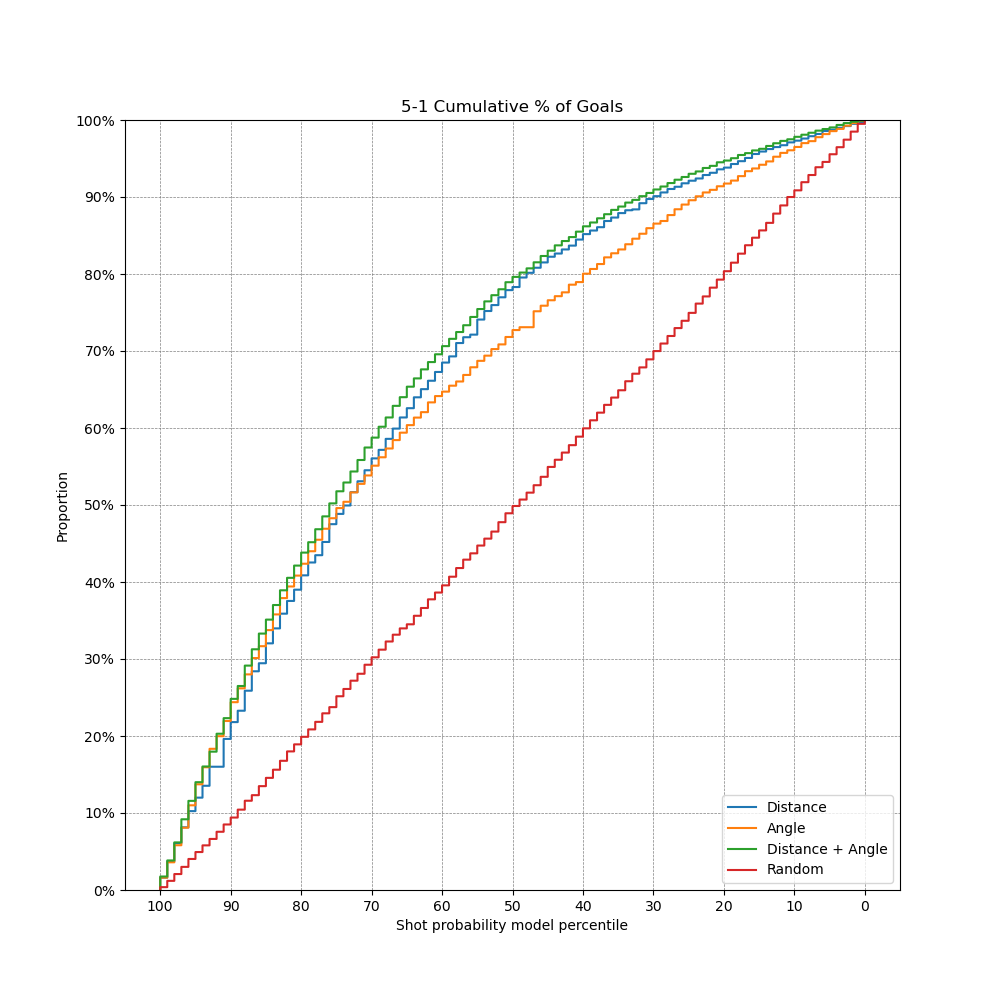 5-1 Cumulative % of Goals
100%
90%
80%
70%
60%
50%
40%
30%
20%
10%
0%
Proportion
100 90 80 70 60 50 40 30 20 10 0
Shot probability model percentile
Distance
Angle
Distance + Angle
Random